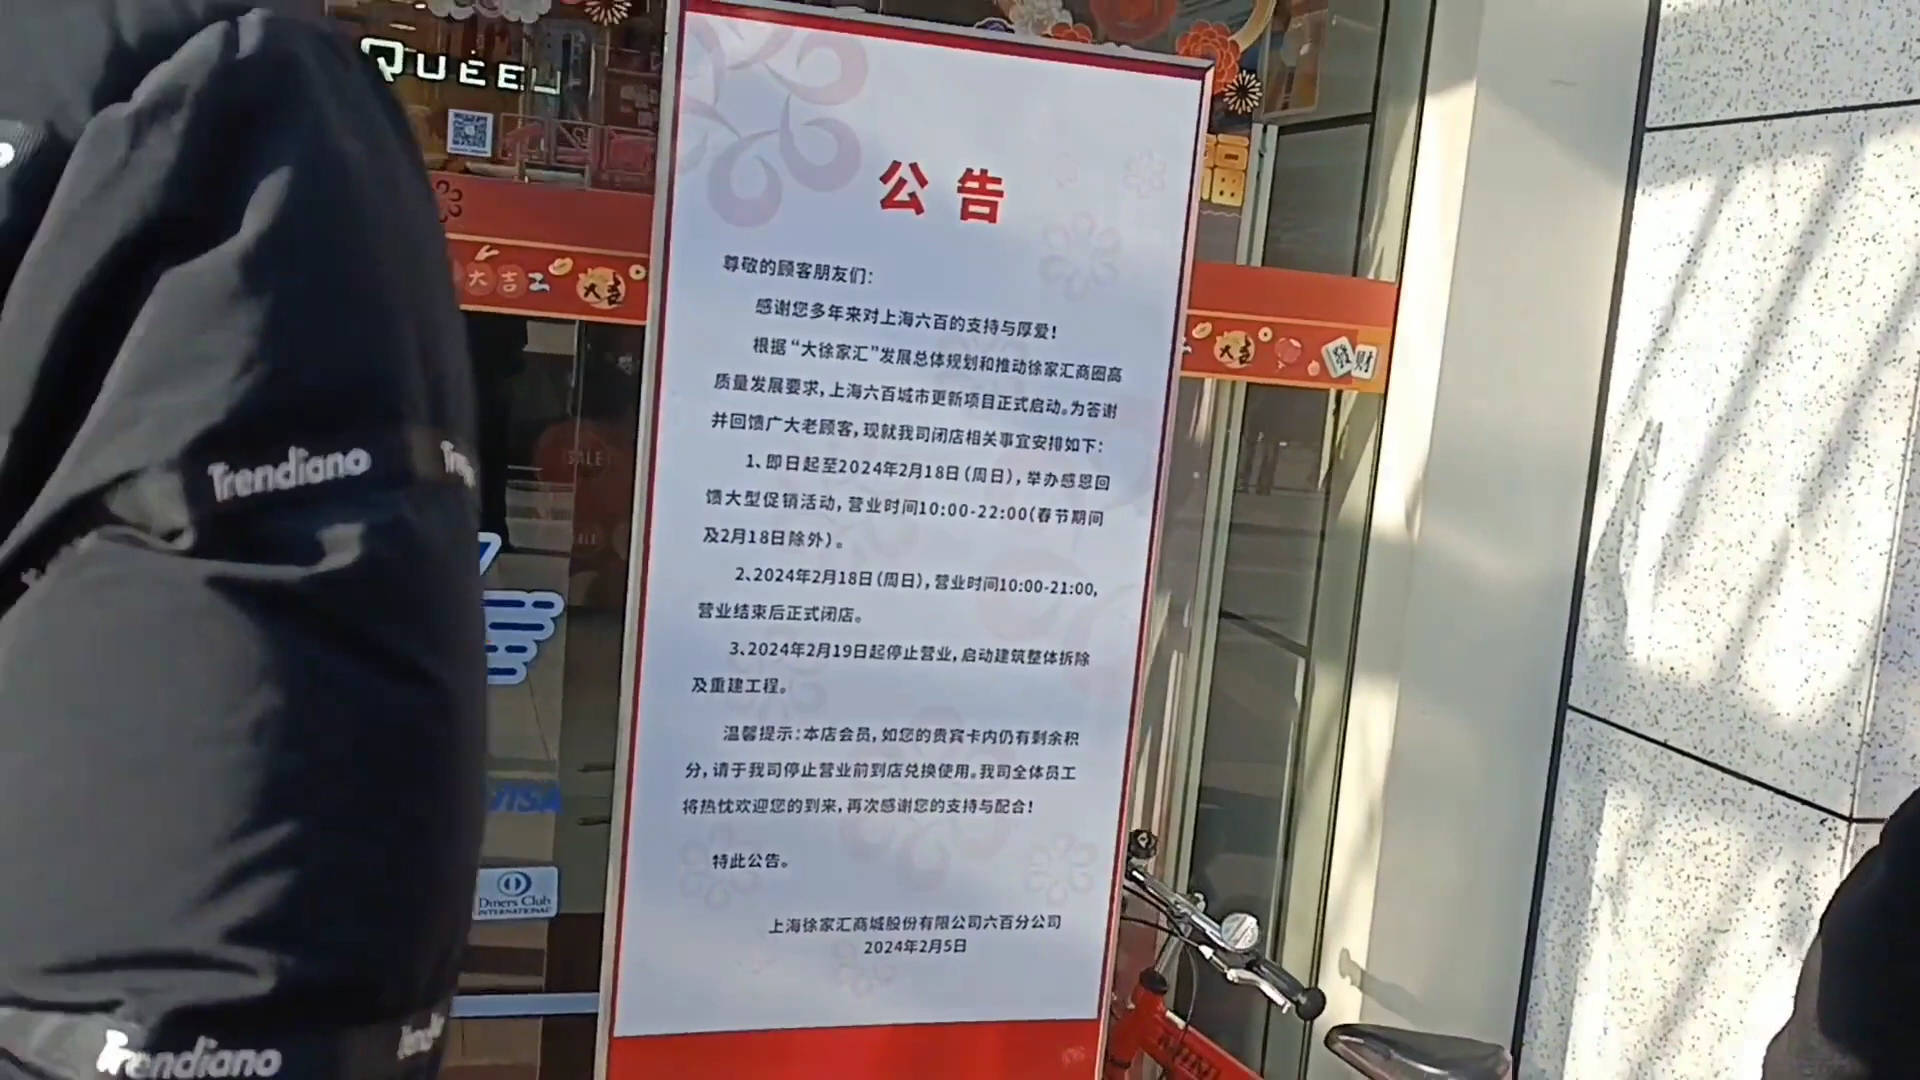 QUEEN
福
大吉
大吉
大吉
發财
公告
尊敬的顾客朋友们：
感谢您多年来对上海六百的支持与厚爱！
根据“大徐家汇”发展总体规划和推动徐家汇商圈高
质量发展要求，上海六百城市更新项目正式启动。为答谢
并回馈广大老顾客，现就我司闭店相关事宜安排如下：
1、即日起至2024年2月18日（周日），举办感恩回
馈大型促销活动，营业时间10:00-22:00（春节期间
及2月18日除外）。
2、2024年2月18日（周日），营业时间10:00-21:00，
营业结束后正式闭店。
3、2024年2月19日起停止营业，启动建筑整体拆除
及重建工程。
温馨提示：本店会员，如您的贵宾卡内仍有剩余积
分，请于我司停止营业前到店兑换使用。我司全体员工
将热忱欢迎您的到来，再次感谢您的支持与配合！
特此公告。
上海徐家汇商城股份有限公司六百分公司
2024年2月5日
Trendiano
Trendiano
SALE
VISA
Diners Club
INTERNATIONAL